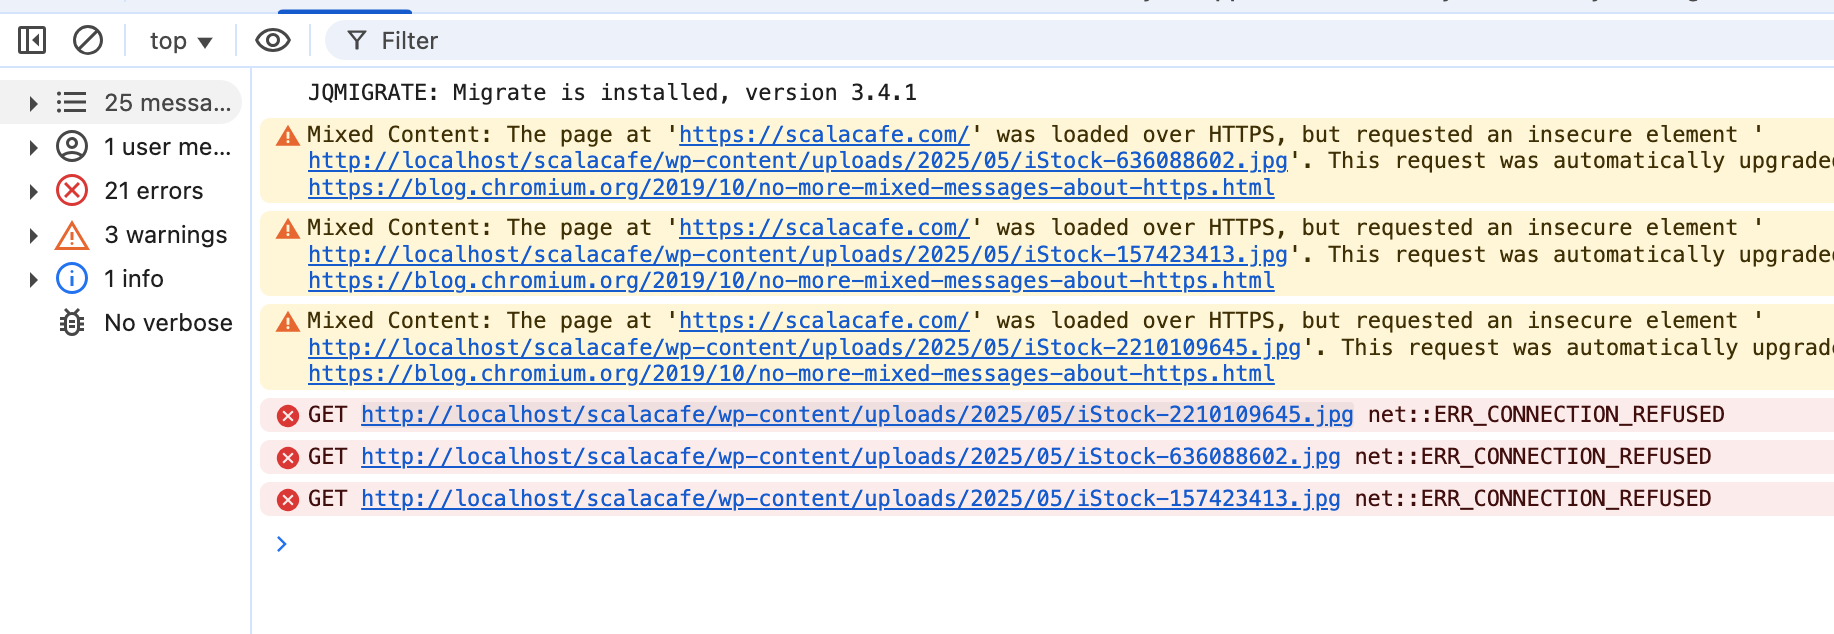 top
Filter
25 messa...
1 user me...
21 errors
3 warnings
1 info
No verbose
JQMIGRATE: Migrate is installed, version 3.4.1
Mixed Content: The page at 'https://scalacafe.com/' was loaded over HTTPS, but requested an insecure element '
http://localhost/scalacafe/wp-content/uploads/2025/05/iStock-636088602.jpg'. This request was automatically upgraded
https://blog.chromium.org/2019/10/no-more-mixed-messages-about-https.html
Mixed Content: The page at 'https://scalacafe.com/' was loaded over HTTPS, but requested an insecure element '
http://localhost/scalacafe/wp-content/uploads/2025/05/iStock-157423413.jpg'. This request was automatically upgraded
https://blog.chromium.org/2019/10/no-more-mixed-messages-about-https.html
Mixed Content: The page at 'https://scalacafe.com/' was loaded over HTTPS, but requested an insecure element '
http://localhost/scalacafe/wp-content/uploads/2025/05/iStock-2210109645.jpg'. This request was automatically upgrade
https://blog.chromium.org/2019/10/no-more-mixed-messages-about-https.html
GET http://localhost/scalacafe/wp-content/uploads/2025/05/iStock-2210109645.jpg net::ERR_CONNECTION_REFUSED
GET http://localhost/scalacafe/wp-content/uploads/2025/05/iStock-636088602.jpg net::ERR_CONNECTION_REFUSED
GET http://localhost/scalacafe/wp-content/uploads/2025/05/iStock-157423413.jpg net::ERR_CONNECTION_REFUSED